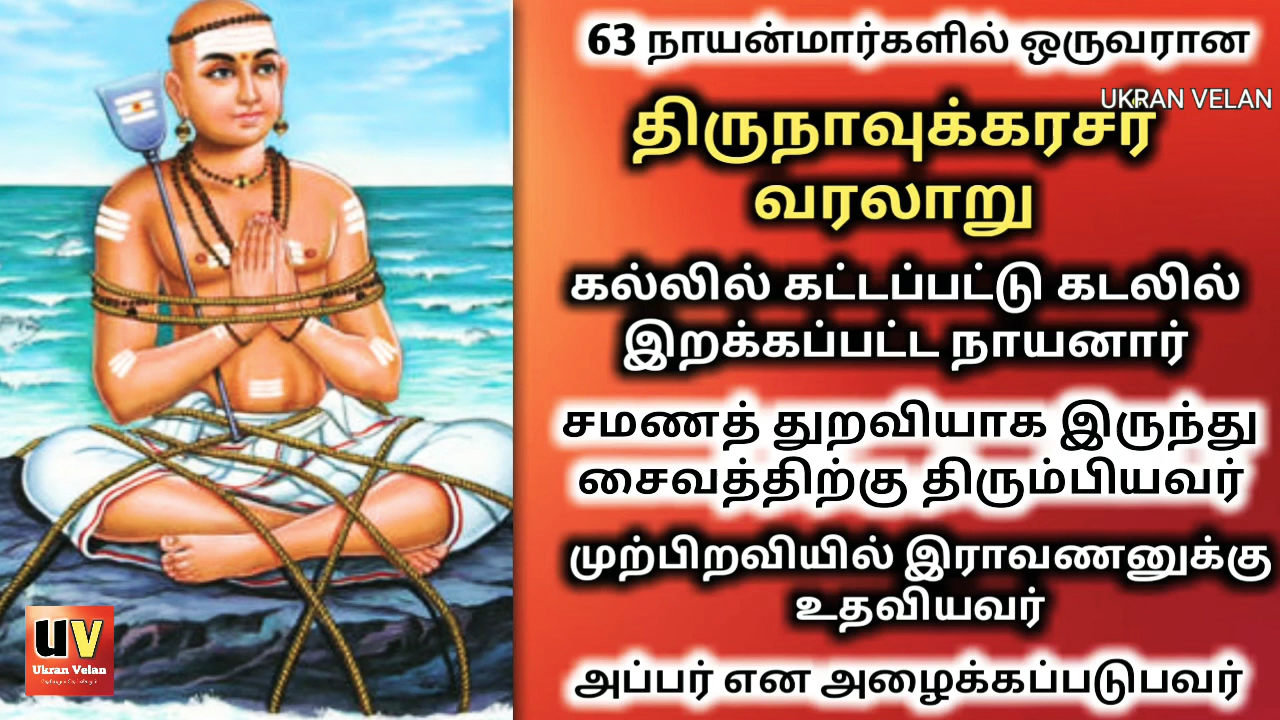 63 நாயன்மார்களில் ஒருவரான
UKRAN VELAN
திருநாவுக்கரசர்
வரலாறு
கல்லில் கட்டப்பட்டு கடலில்
இறக்கப்பட்ட நாயனார்
சமணத் துறவியாக இருந்து
சைவத்திற்கு திரும்பியவர்
முற்பிறவியில் இராவணனுக்கு
உதவியவர்
அப்பர் என அழைக்கப்படுபவர்
UV
Ukran Velan